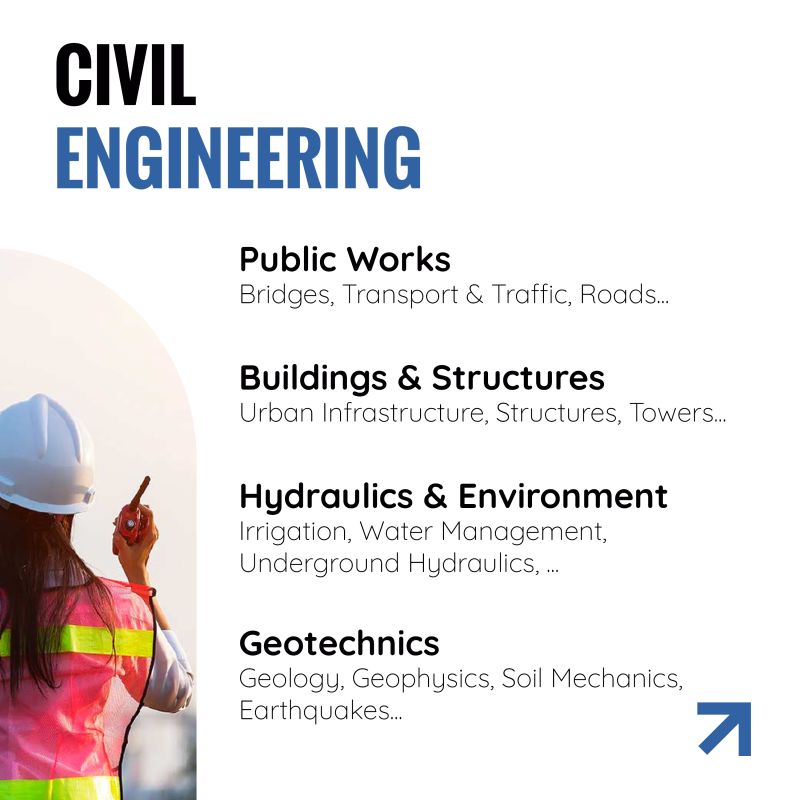 CIVIL
ENGINEERING
Public Works
Bridges, Transport & Traffic, Roads...
Buildings & Structures
Urban Infrastructure, Structures, Towers...
Hydraulics & Environment
Irrigation, Water Management,
Underground Hydraulics, ...
Geotechnics
Geology, Geophysics, Soil Mechanics,
Earthquakes...